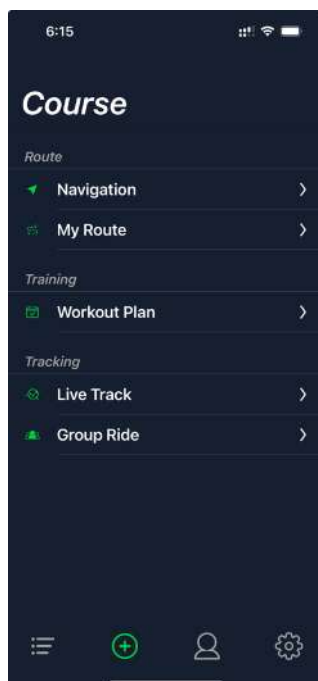 6:15
Course
Route
Navigation
My Route
Training
Workout Plan
Tracking
Live Track
Group Ride